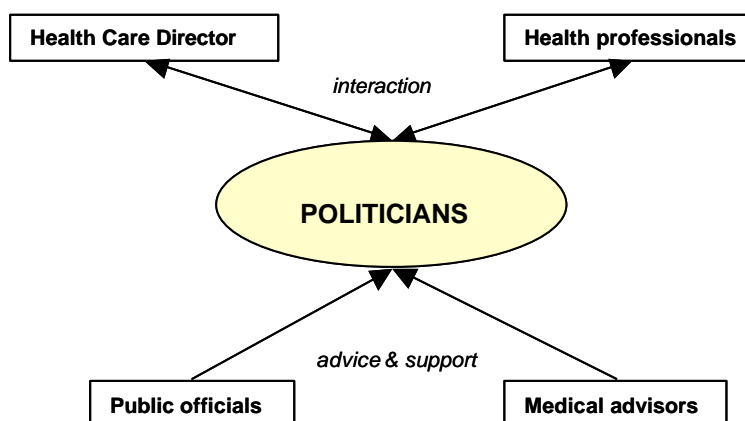 Health Care Director
Health professionals
interaction
POLITICIANS
advice & support
Public officials
Medical advisors